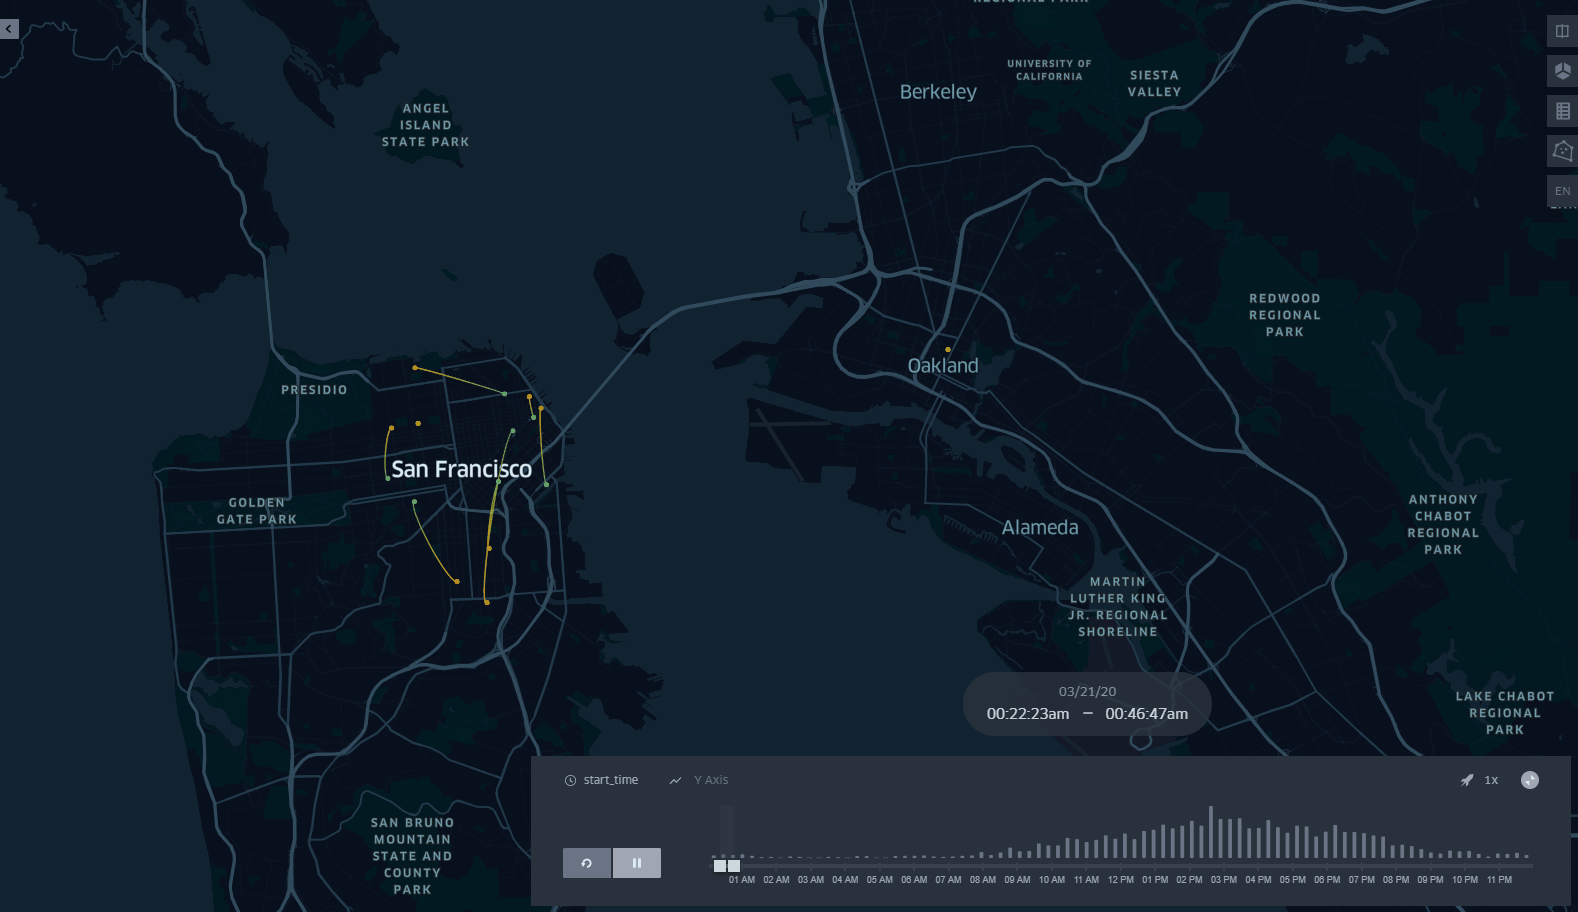 REGIONAL PARK
UNIVERSITY OF
CALIFORNIA
SIESTA
VALLEY
Berkeley
ANGEL
ISLAND
STATE PARK
EN
REDWOOD
REGIONAL
PARK
Oakland
PRESIDIO
San Francisco
GOLDEN
GATE PARK
ANTHONY
CHABOT
REGIONAL
PARK
Alameda
MARTIN
LUTHER KING
JR. REGIONAL
SHORELINE
LAKE CHABOT
REGIONAL
PARK
03/21/20
00:22:23am – 00:46:47am
SAN BRUNO
MOUNTAIN
STATE AND
COUNTY
PARK
start_time Y Axis 1x
01 AM 02 AM 03 AM 04 AM 05 AM 06 AM 07 AM 08 AM 09 AM 10 AM 11 AM 12 PM 01 PM 02 PM 03 PM 04 PM 05 PM 06 PM 07 PM 08 PM 09 PM 10 PM 11 PM